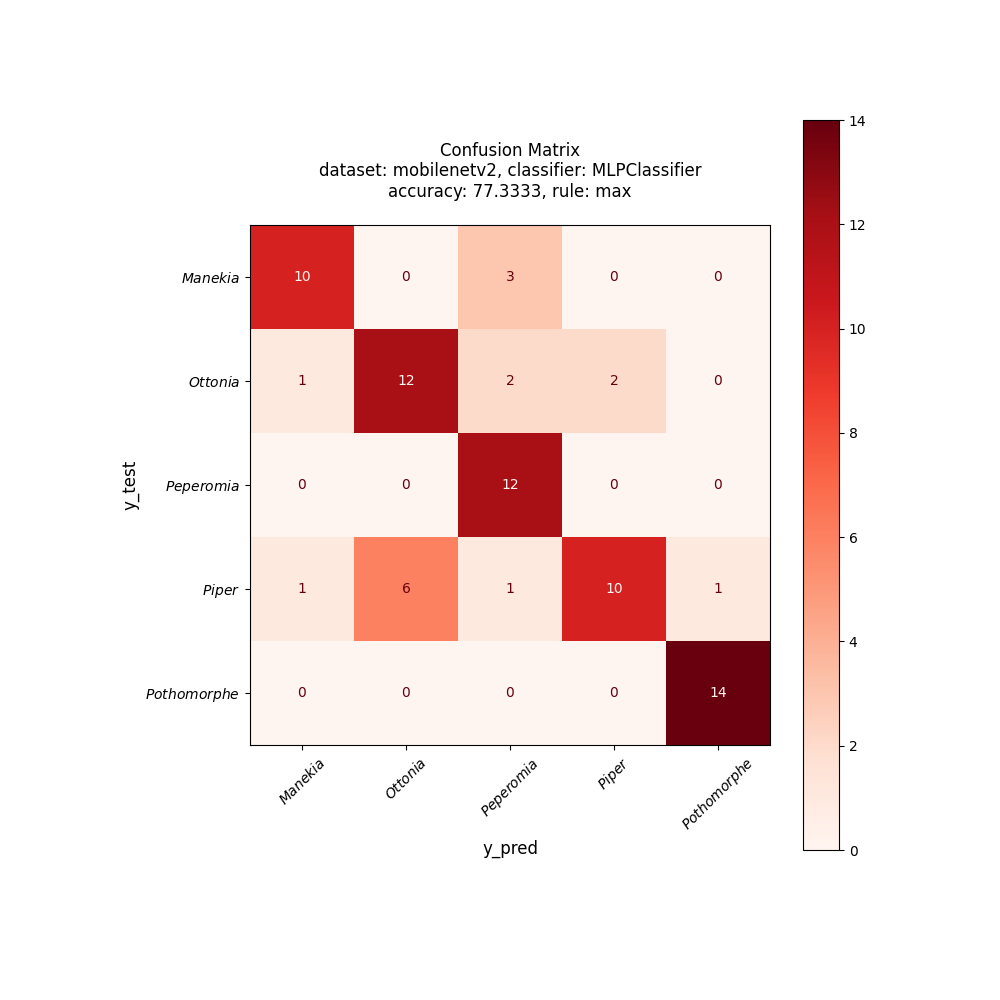 Confusion Matrix
dataset: mobilenetv2, classifier: MLPClassifier
accuracy: 77.3333, rule: max
y_test
Manekia 10 0 3 0 0
Ottonia 1 12 2 2 0
Peperomia 0 0 12 0 0
Piper 1 6 1 10 1
Pothomorphe 0 0 0 0 14
Manekia Ottonia Peperomia Piper Pothomorphe
y_pred
14
12
10
8
6
4
2
0